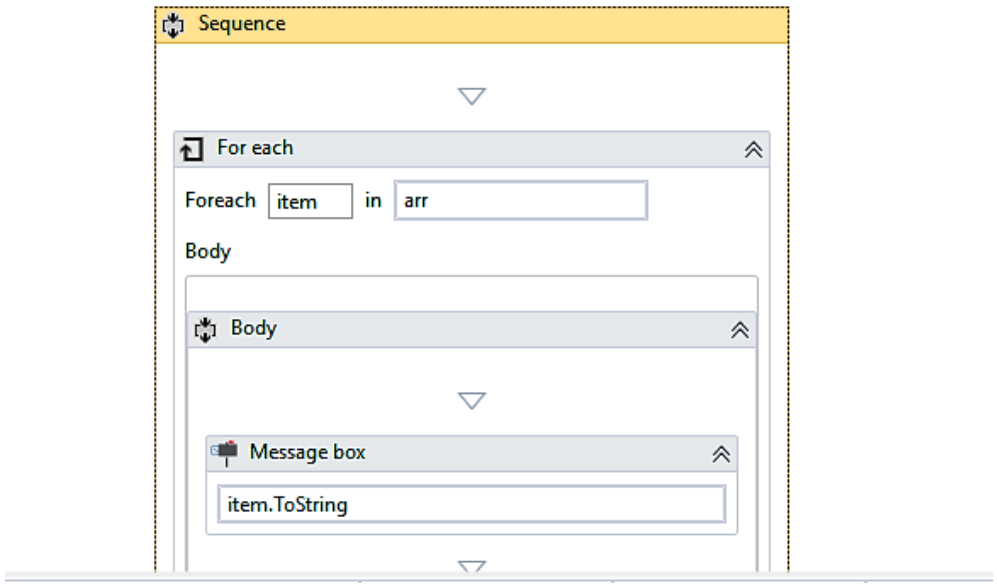 Sequence
For each
Foreach item in arr
Body
Body
Message box
item.ToString